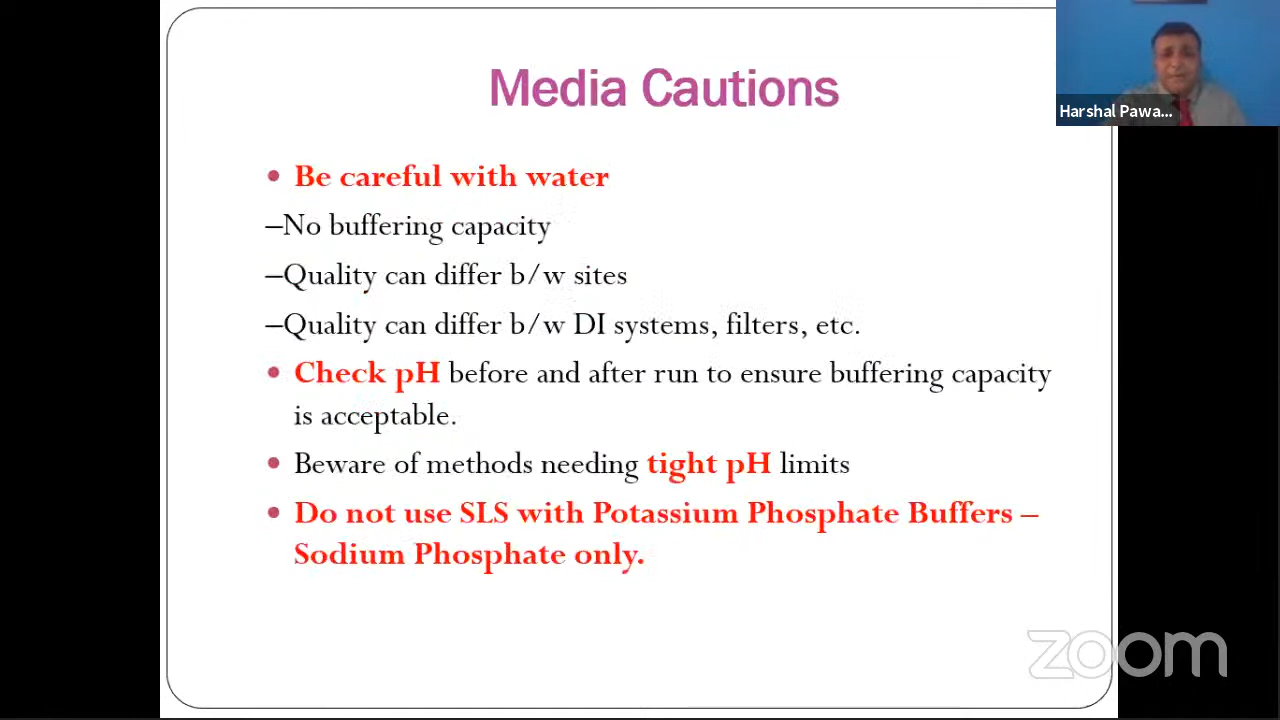 Media Cautions
Harshal Pawa...
• Be careful with water
–No buffering capacity
–Quality can differ b/w sites
–Quality can differ b/w DI systems, filters, etc.
• Check pH before and after run to ensure buffering capacity
is acceptable.
• Beware of methods needing tight pH limits
• Do not use SLS with Potassium Phosphate Buffers –
Sodium Phosphate only.
zoom